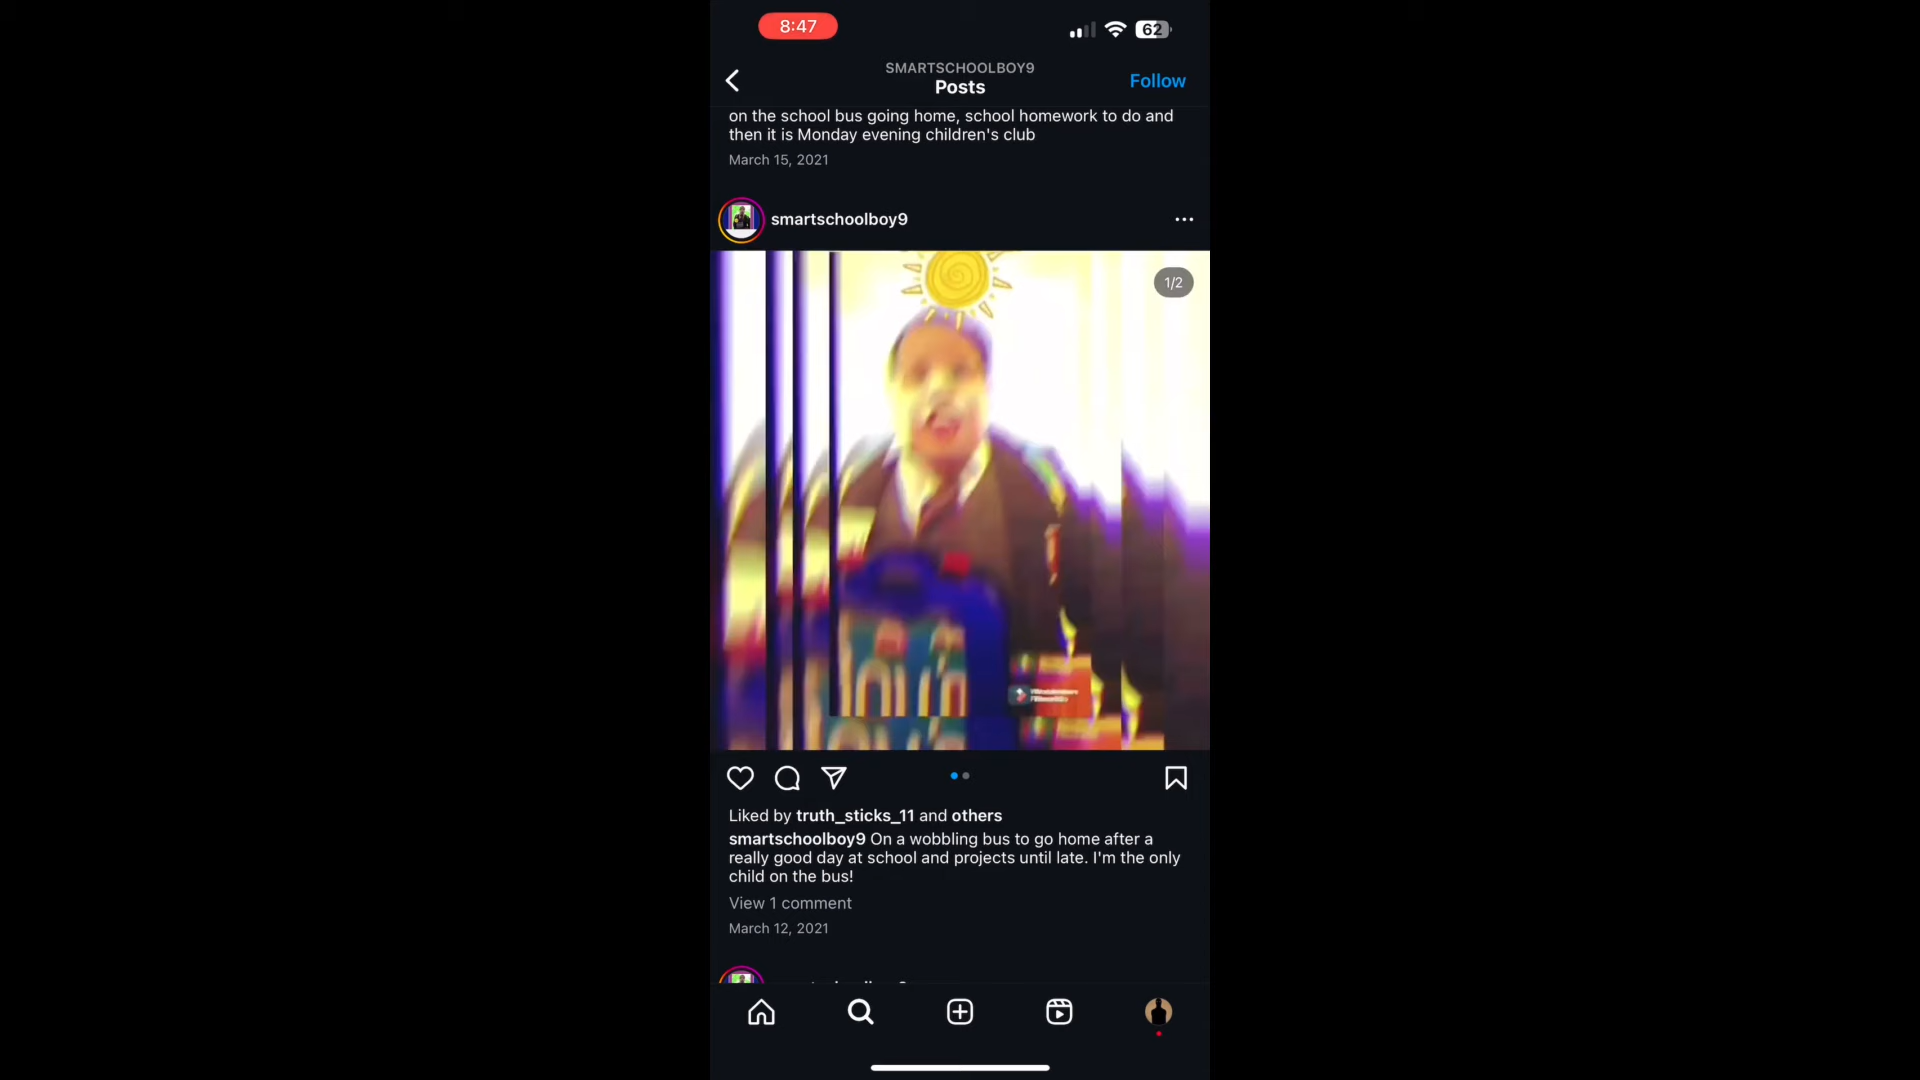 8:47
62
SMARTSCHOOLBOY9
Posts
Follow
on the school bus going home, school homework to do and
then it is Monday evening children's club
March 15, 2021
smartschoolboy9
1/2
Liked by truth_sticks_11 and others
smartschoolboy9 On a wobbling bus to go home after a
really good day at school and projects until late. I'm the only
child on the bus!
View 1 comment
March 12, 2021